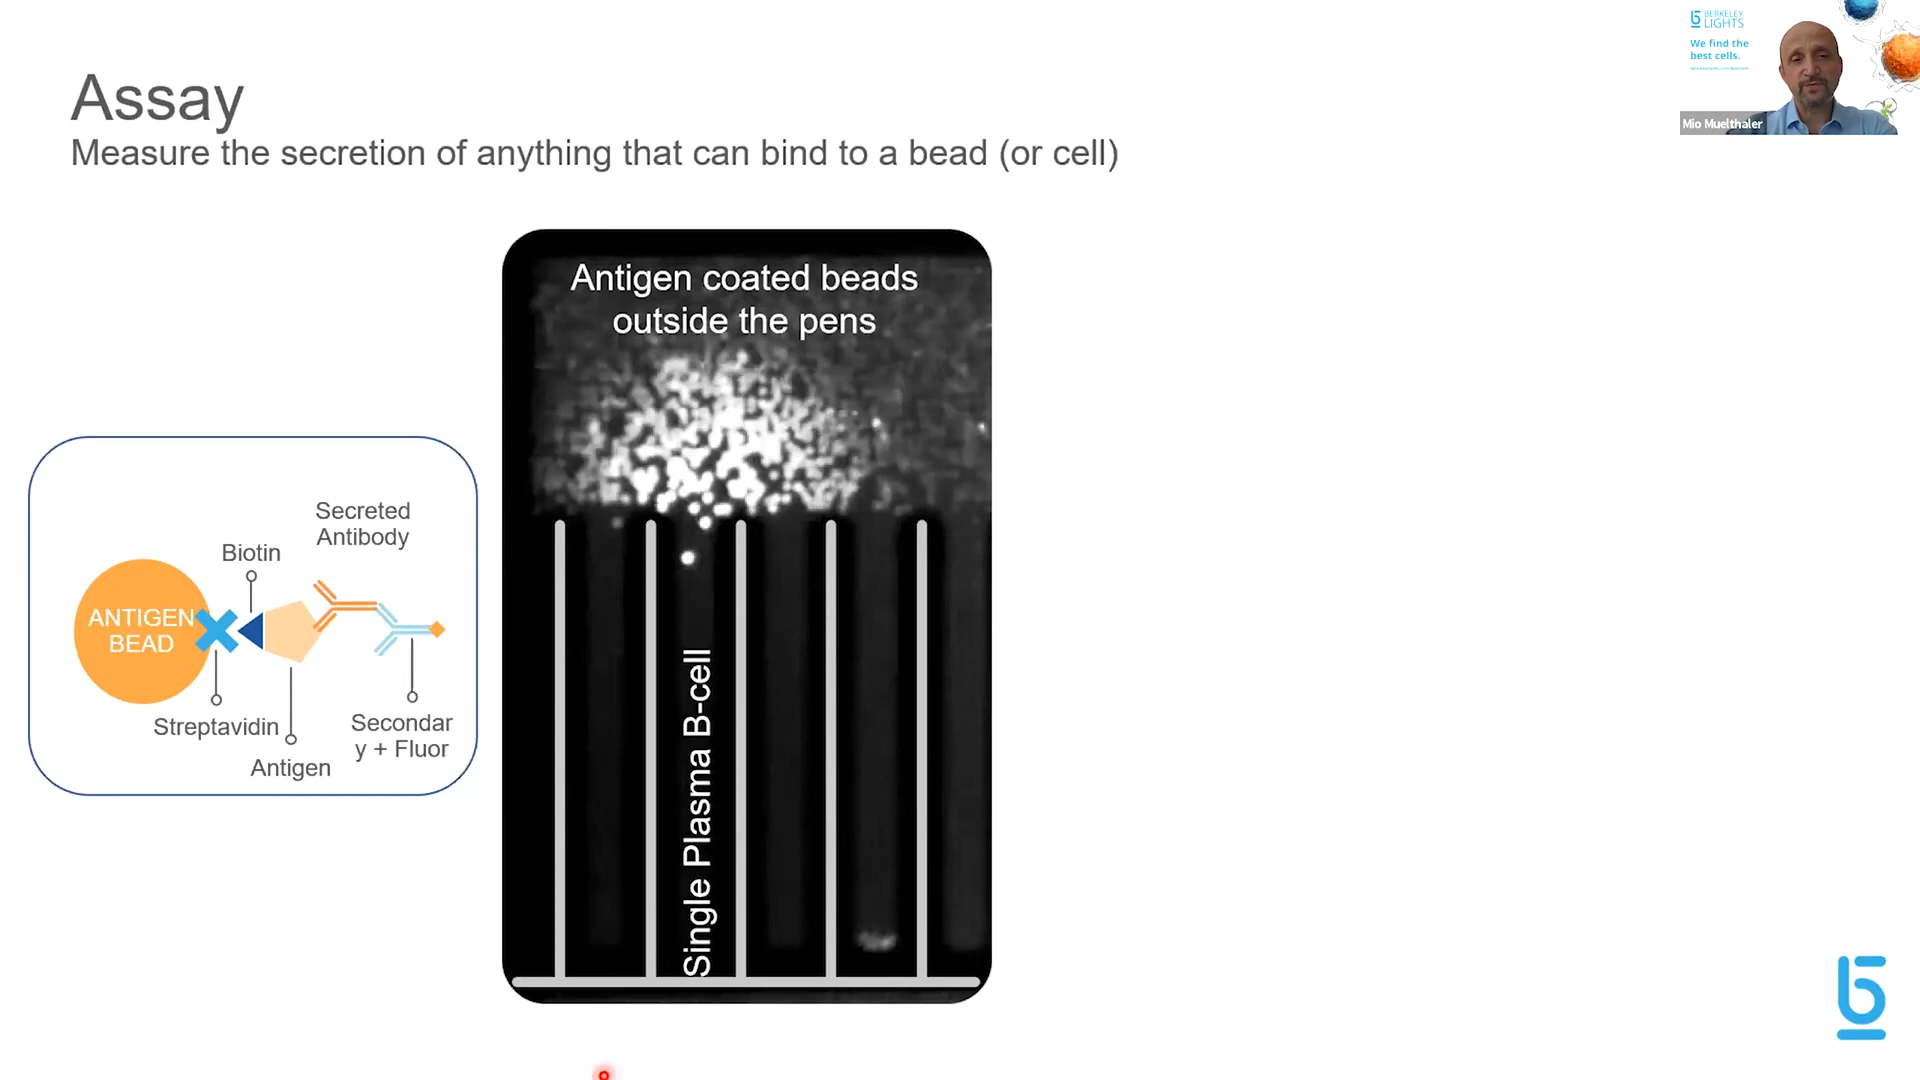 BERKELEY
LIGHTS
We find the
best cells.
Mio Muelthaler
Assay
Measure the secretion of anything that can bind to a bead (or cell)
Antigen coated beads
outside the pens
Single Plasma B-cell
Secreted
Antibody
Biotin
ANTIGEN
BEAD
Streptavidin
Antigen
Secondar
y + Fluor